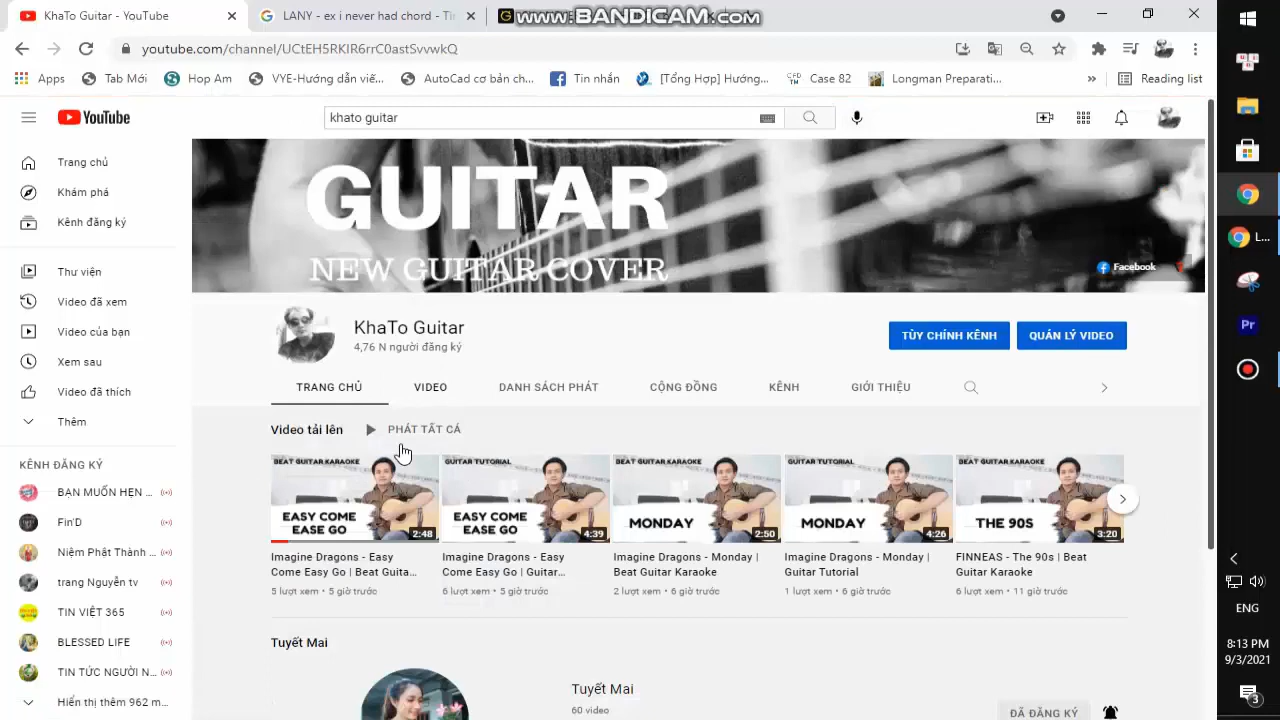 KhaTo Guitar - YouTube
LANY - ex i never had chord - Ti
www.BANDICAM.com
youtube.com/channel/UCtEH5RKIR6rrC0astSvvwkQ
Apps
Tab Mới
Hop Am
VYE-Hướng dẫn viế...
AutoCad cơ bản ch...
Tin nhắn
[Tổng Hợp] Hướng...
Case 82
Longman Preparati...
»
Reading list
YouTube
khato guitar
Trang chủ
Khám phá
Kênh đăng ký
Thư viện
Video đã xem
Video của bạn
Xem sau
Video đã thích
Thêm
KÊNH ĐĂNG KÝ
BẠN MUỐN HẸN ...
Fin'D
Niệm Phật Thành ...
trang Nguyễn tv
TIN VIỆT 365
BLESSED LIFE
TIN TỨC NGƯỜI N...
Hiển thị thêm 962 m...
GUITAR
NEW GUITAR COVER
Facebook
KhaTo Guitar
4,76 N người đăng ký
TÙY CHỈNH KÊNH
QUẢN LÝ VIDEO
TRANG CHỦ
VIDEO
DANH SÁCH PHÁT
CỘNG ĐỒNG
KÊNH
GIỚI THIỆU
Video tải lên
PHÁT TẤT CẢ
BEAT GUITAR KARAOKE
EASY COME
EASE GO
2:48
GUITAR TUTORIAL
EASY COME
EASE GO
4:39
BEAT GUITAR KARAOKE
MONDAY
2:50
GUITAR TUTORIAL
MONDAY
4:26
BEAT GUITAR KARAOKE
THE 90S
3:20
Imagine Dragons - Easy
Come Easy Go | Beat Guita...
5 lượt xem • 5 giờ trước
Imagine Dragons - Easy
Come Easy Go | Guitar...
6 lượt xem • 5 giờ trước
Imagine Dragons - Monday |
Beat Guitar Karaoke
2 lượt xem • 6 giờ trước
Imagine Dragons - Monday |
Guitar Tutorial
1 lượt xem • 6 giờ trước
FINNEAS - The 90s | Beat
Guitar Karaoke
6 lượt xem • 11 giờ trước
Tuyết Mai
Tuyết Mai
60 video
ĐÃ ĐĂNG KÝ
L...
Pr
ENG
8:13 PM
9/3/2021
3